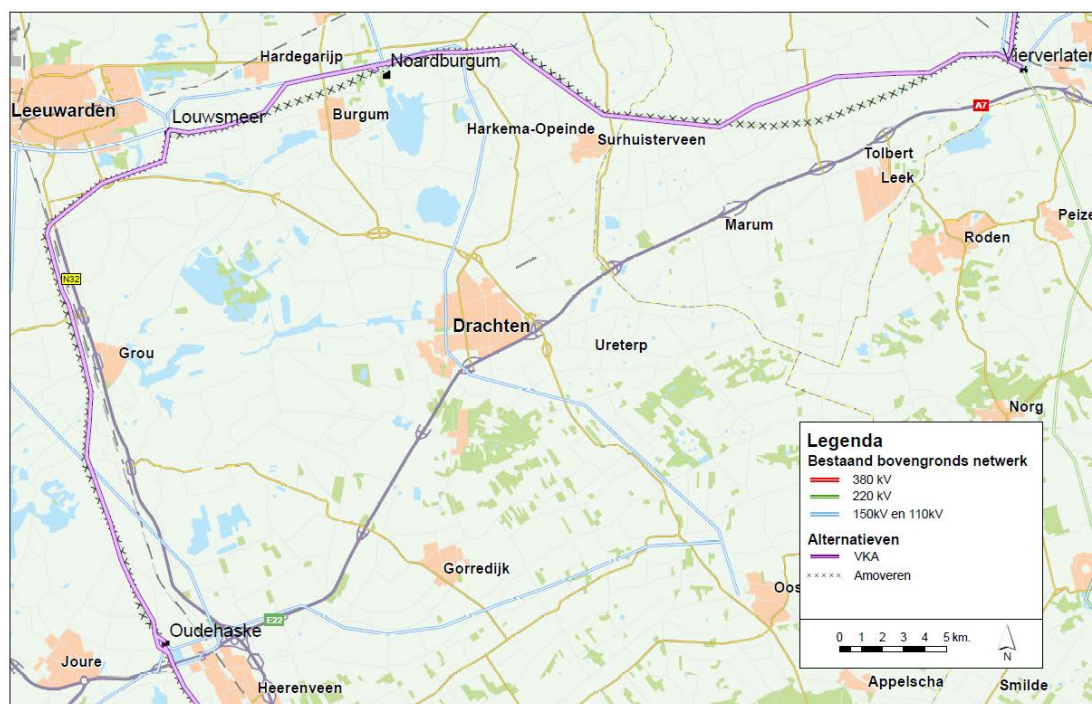 Hardegarijp
Noardburgum
Vierverlaten
Leeuwarden
Louwsmeer
Burgum
Harkema-Opeinde
Surhuisterveen
A7
Tolbert
Leek
Peize
Marum
Roden
N32
Drachten
Ureterp
Grou
Norg
Legenda
Bestaand bovengronds netwerk
380 kV
220 kV
150kV en 110kV
Alternatieven
VKA
Amoveren
Gorredijk
Oos
E22
Oudehaske
0 1 2 3 4 5 km.
N
Joure
Heerenveen
Appelscha
Smilde